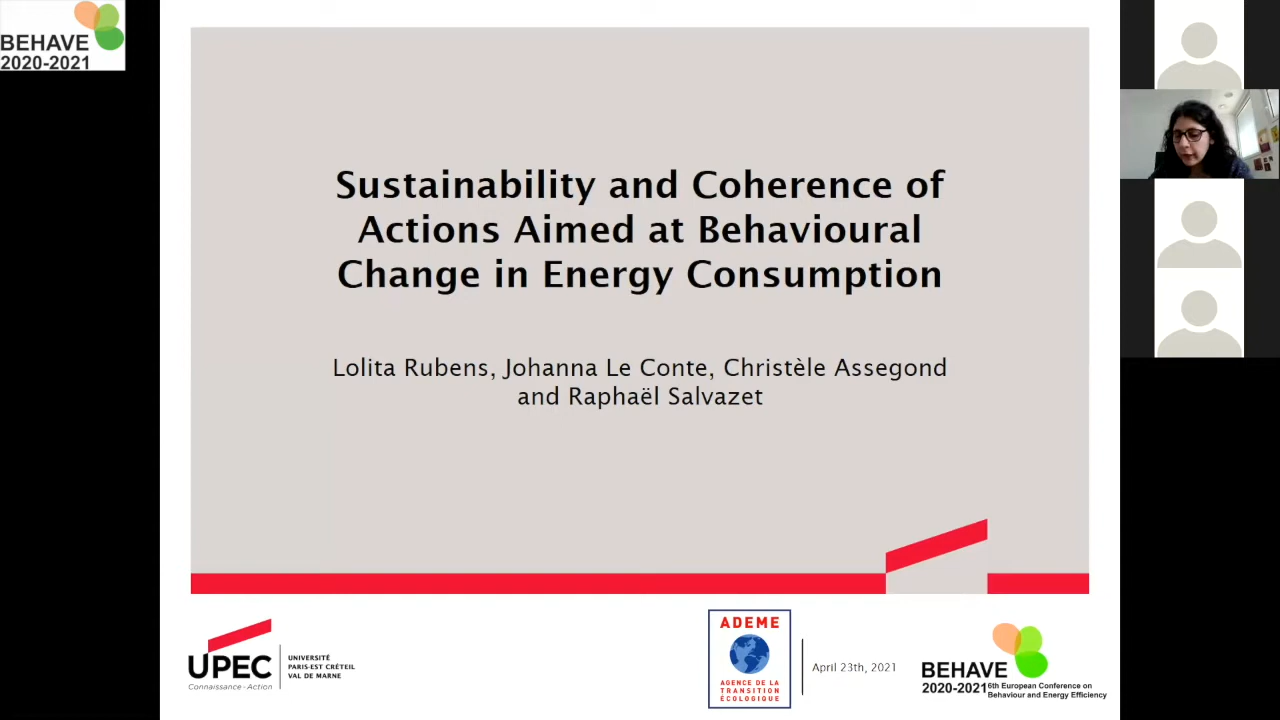 BEHAVE
2020-2021
Sustainability and Coherence of
Actions Aimed at Behavioural
Change in Energy Consumption
Lolita Rubens, Johanna Le Conte, Christèle Assegond
and Raphaël Salvazet
UPEC
Connaissance - Action
UNIVERSITÉ
PARIS-EST CRÉTEIL
VAL DE MARNE
ADEME
AGENCE DE LA
TRANSITION
ÉCOLOGIQUE
April 23th, 2021
BEHAVE
2020-2021
6th European Conference on
Behaviour and Energy Efficiency